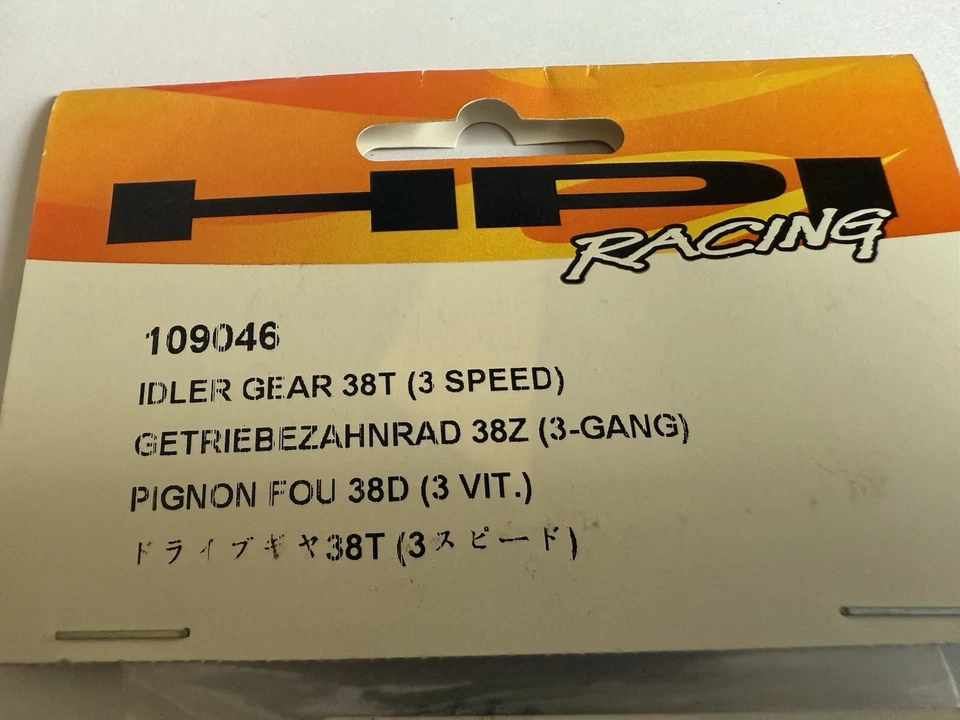 HPI
RACING
109046
IDLER GEAR 38T (3 SPEED)
GETRIEBEZAHNRAD 38Z (3-GANG)
PIGNON FOU 38D (3 VIT.)
ドライブギヤ38T (3スピード)